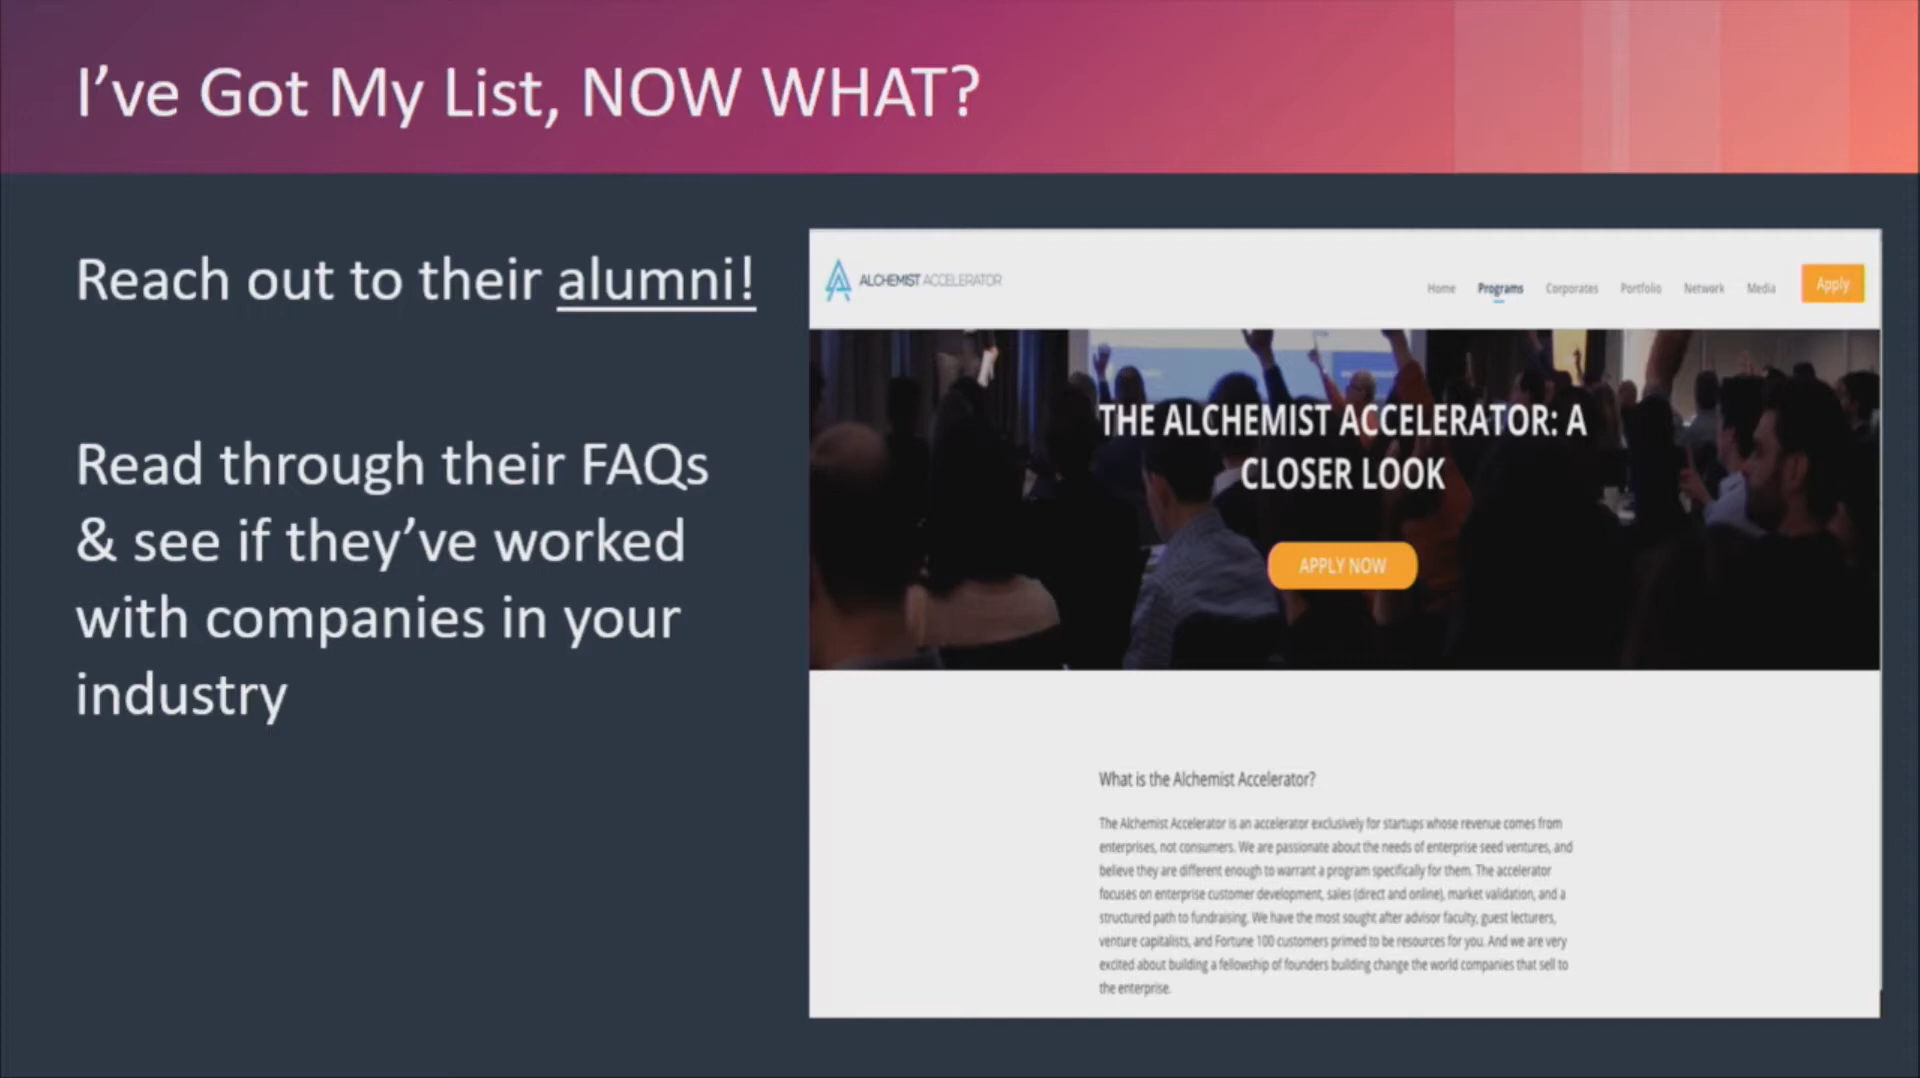 I've Got My List, NOW WHAT?
Reach out to their alumni!
Read through their FAQs
& see if they've worked
with companies in your
industry
ALCHEMIST ACCELERATOR
Home Programs Corporates Portfolio Network Media Apply
THE ALCHEMIST ACCELERATOR: A
CLOSER LOOK
APPLY NOW
What is the Alchemist Accelerator?
The Alchemist Accelerator is an accelerator exclusively for startups whose revenue comes from
enterprises, not consumers. We are passionate about the needs of enterprise seed ventures, and
believe they are different enough to warrant a program specifically for them. The accelerator
focuses on enterprise customer development, sales (direct and online), market validation, and a
structured path to fundraising. We have the most sought after advisor faculty, guest lecturers,
venture capitalists, and Fortune 100 customers primed to be resources for you. And we are very
excited about building a fellowship of founders building change the world companies that sell to
the enterprise.